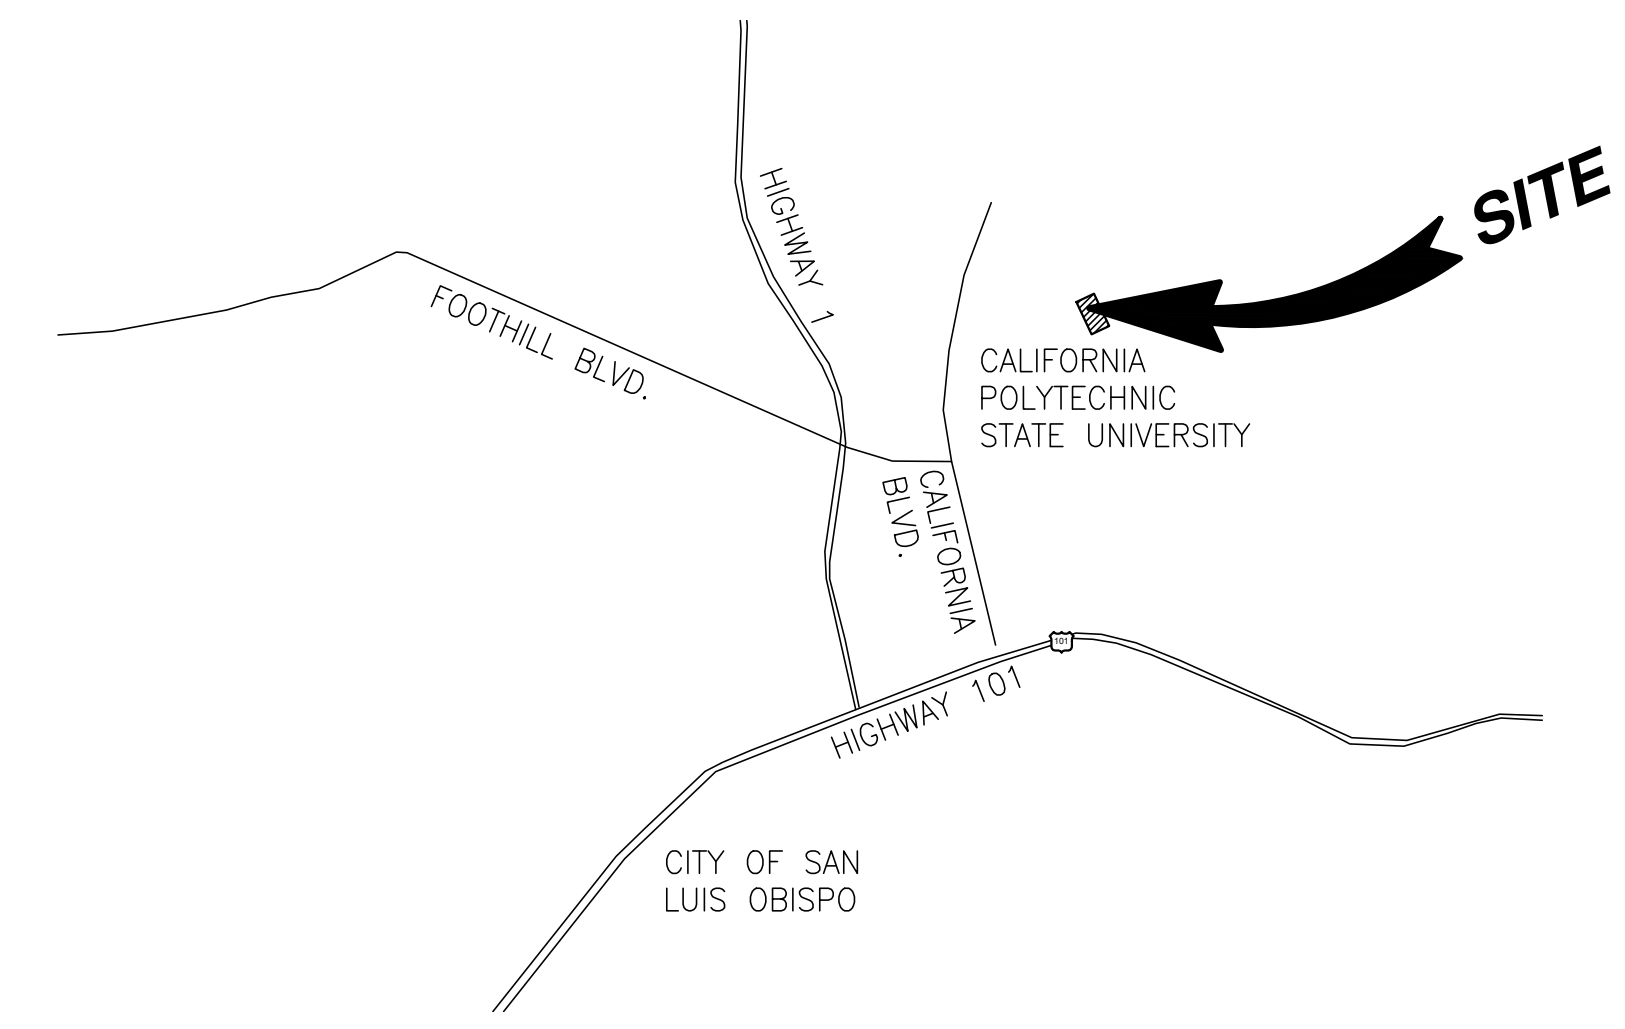 SITE
HIGHWAY 1
FOOTHILL BLVD.
CALIFORNIA
POLYTECHNIC
STATE UNIVERSITY
CALIFORNIA
BLVD.
101
HIGHWAY 101
CITY OF SAN
LUIS OBISPO